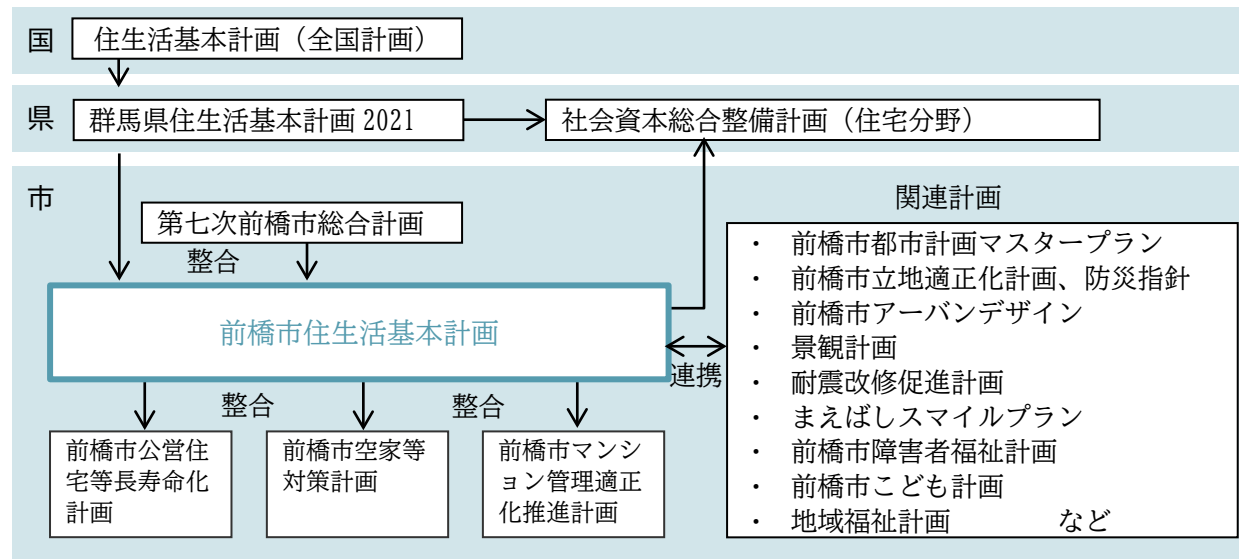 国
住生活基本計画（全国計画）
県
群馬県住生活基本計画 2021
社会資本総合整備計画（住宅分野）
市
関連計画
第七次前橋市総合計画
整合
前橋市住生活基本計画
連携
・ 前橋市都市計画マスタープラン
・ 前橋市立地適正化計画、防災指針
・ 前橋市アーバンデザイン
・ 景観計画
・ 耐震改修促進計画
・ まえばしスマイルプラン
・ 前橋市障害者福祉計画
・ 前橋市こども計画
・ 地域福祉計画 など
整合
整合
前橋市公営住
宅等長寿命化
計画
前橋市空家等
対策計画
前橋市マンシ
ョン管理適正
化推進計画